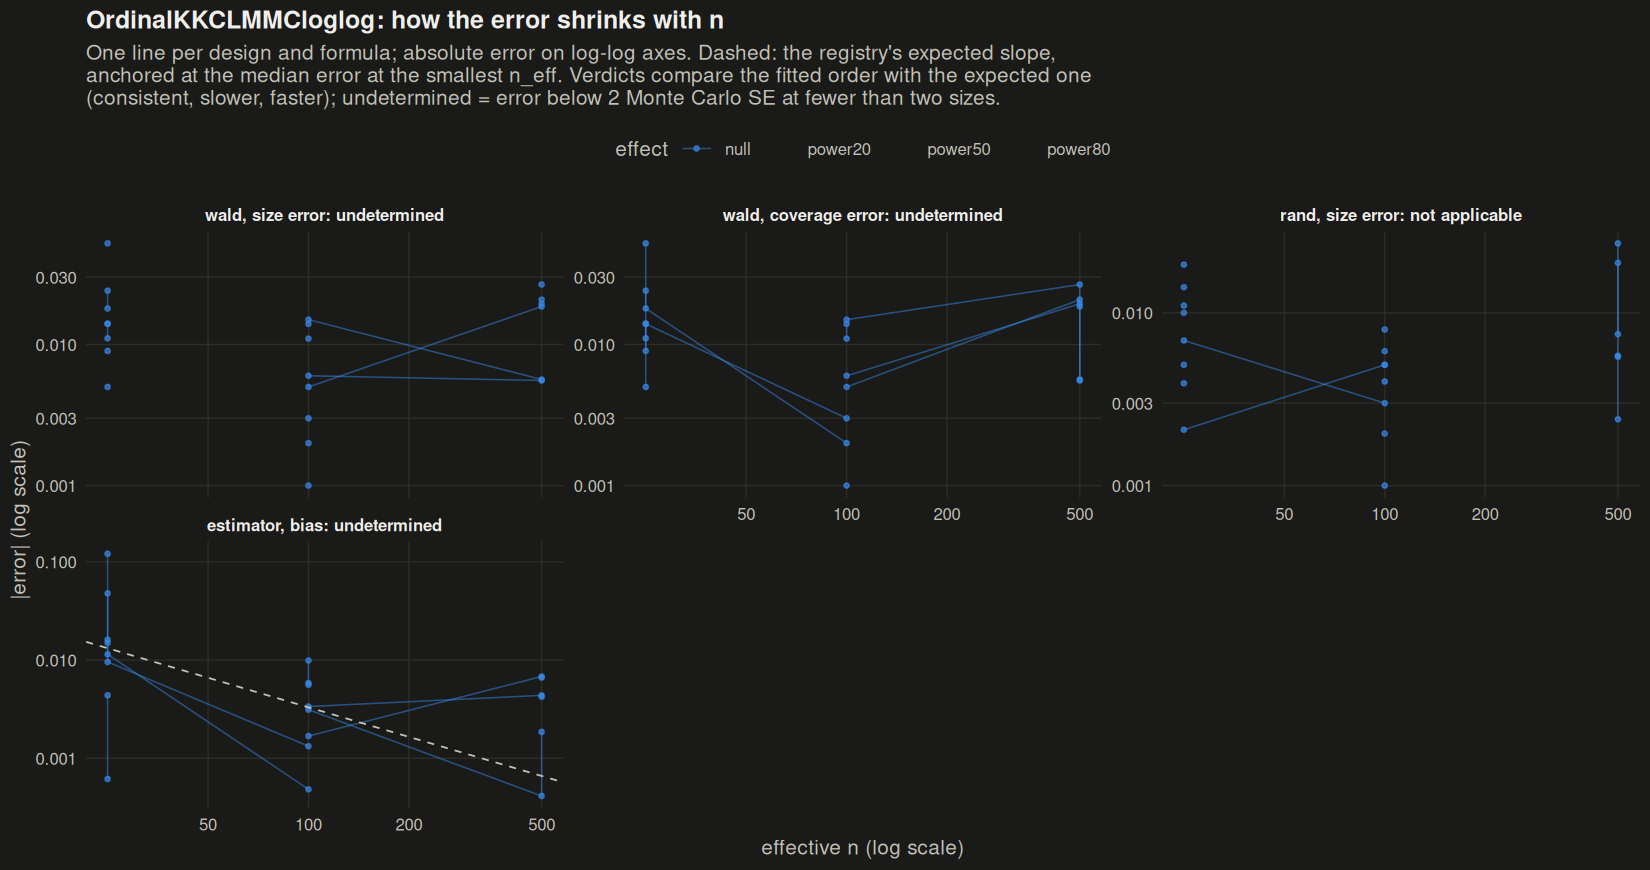 OrdinalKKCLMMCloglog: how the error shrinks with n
One line per design and formula; absolute error on log-log axes. Dashed: the registry's expected slope,
anchored at the median error at the smallest n_eff. Verdicts compare the fitted order with the expected one
(consistent, slower, faster); undetermined = error below 2 Monte Carlo SE at fewer than two sizes.
effect null power20 power50 power80
wald, size error: undetermined
0.030
0.010
0.003
0.001
wald, coverage error: undetermined
0.030
0.010
0.003
0.001
50 100 200 500
rand, size error: not applicable
0.010
0.003
0.001
50 100 200 500
estimator, bias: undetermined
0.100
0.010
0.001
50 100 200 500
|error| (log scale)
effective n (log scale)